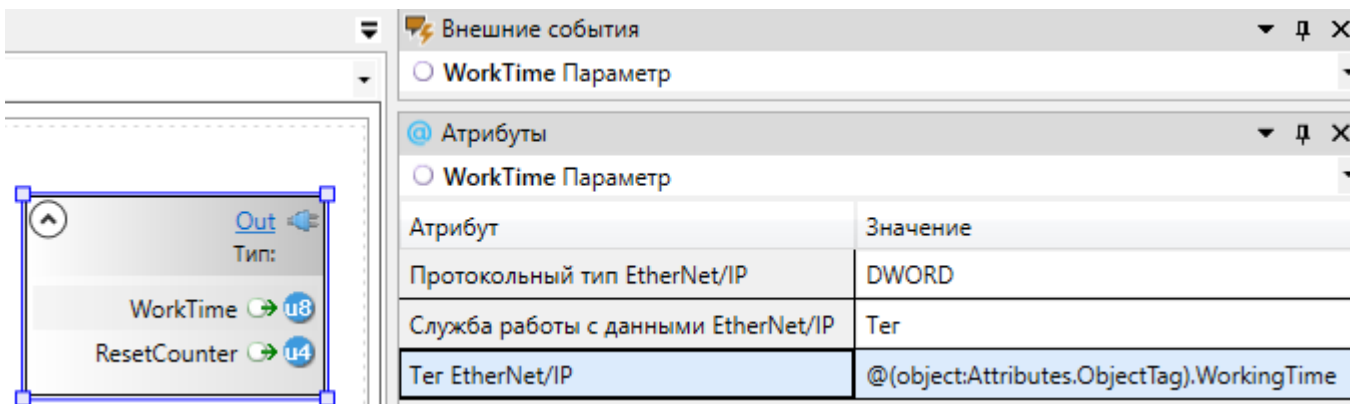 Внешние события
WorkTime Параметр
Атрибуты
WorkTime Параметр
Атрибут Значение
Протокольный тип EtherNet/IP DWORD
Служба работы с данными EtherNet/IP Тег
Тег EtherNet/IP @(object:Attributes.ObjectTag).WorkingTime
Out
Тип:
WorkTime u8
ResetCounter u4